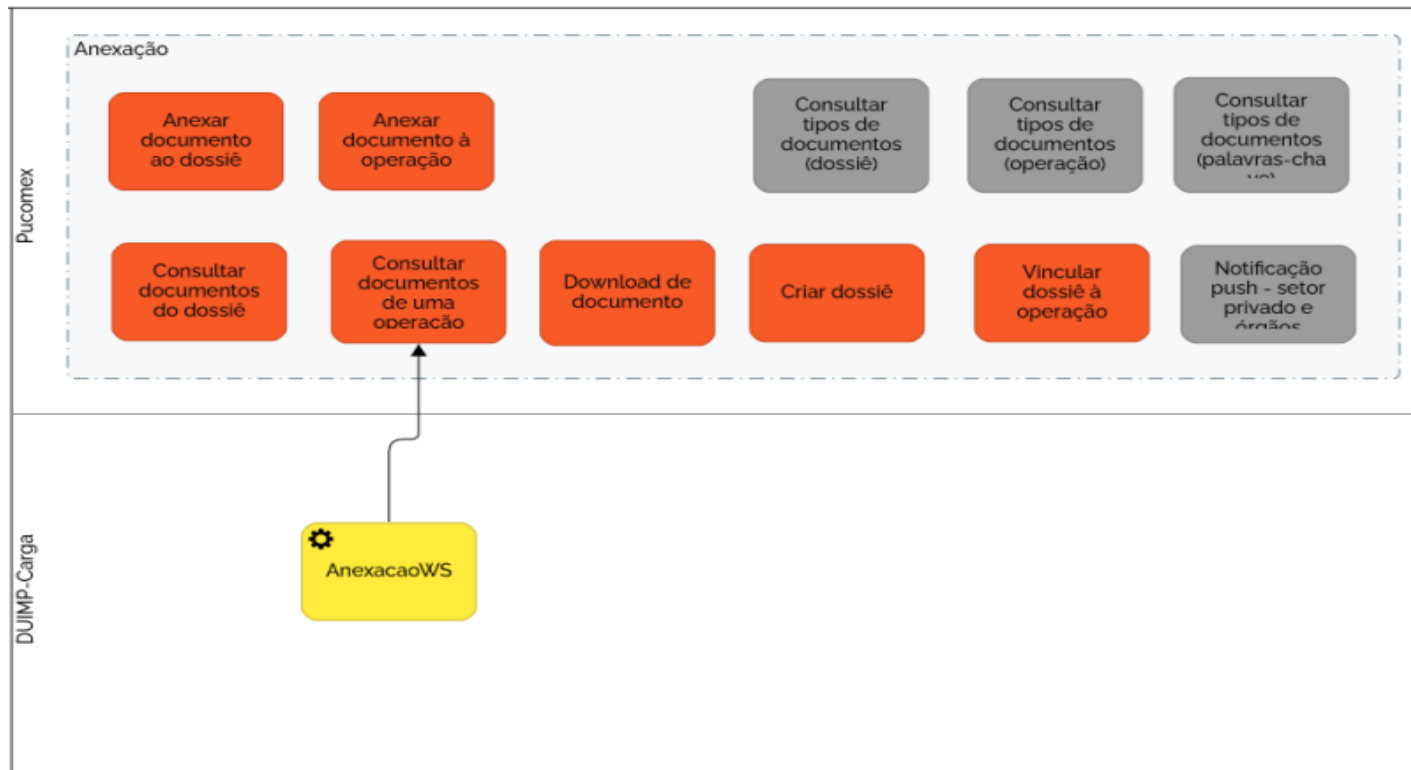 Anexação
Anexar
documento
ao dossiê
Anexar
documento à
operação
Consultar
tipos de
documentos
(dossiê)
Consultar
tipos de
documentos
(operação)
Consultar
tipos de
documentos
(palavras-cha
ve)
Pucomex
Consultar
documentos
do dossiê
Consultar
documentos
de uma
operação
Download de
documento
Criar dossiê
Vincular
dossiê à
operação
Notificação
push - setor
privado e
órgãos
DUIMP-Carga
AnexacaoWS